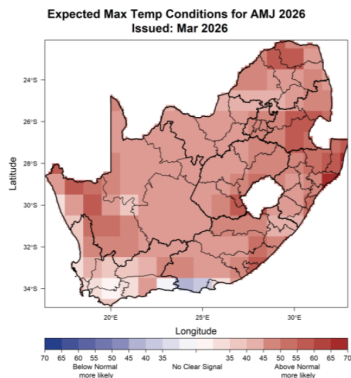 Expected Max Temp Conditions for AMJ 2026
Issued: Mar 2026
Latitude
24°S
26°S
28°S
30°S
32°S
34°S
20°E
25°E
30°E
Longitude
70 65 60 55 50 45 40 35 35 40 45 50 55 60 65 70
Below Normal No Clear Signal Above Normal
more likely more likely